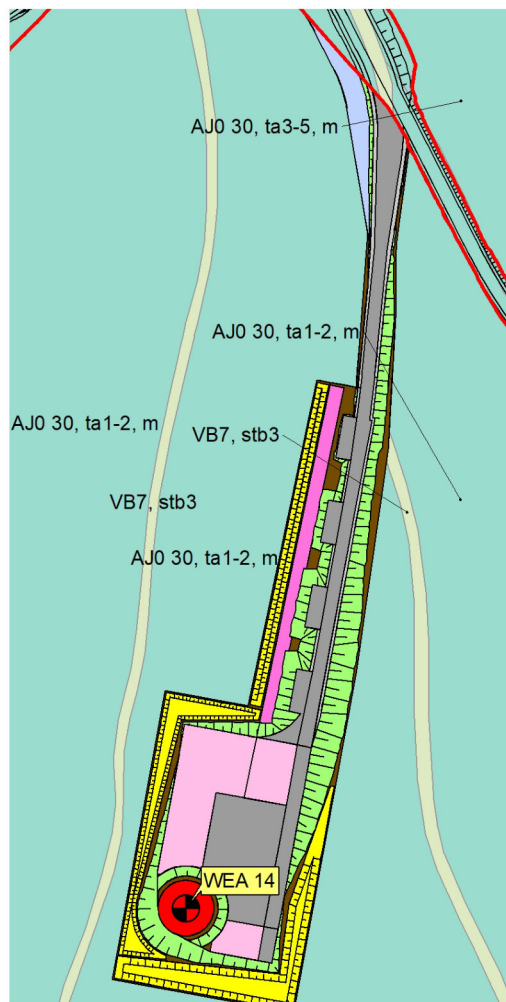 AJ0 30, ta3-5, m
AJ0 30, ta1-2, m
AJ0 30, ta1-2, m
VB7, stb3
VB7, stb3
AJ0 30, ta1-2, m
WEA 14